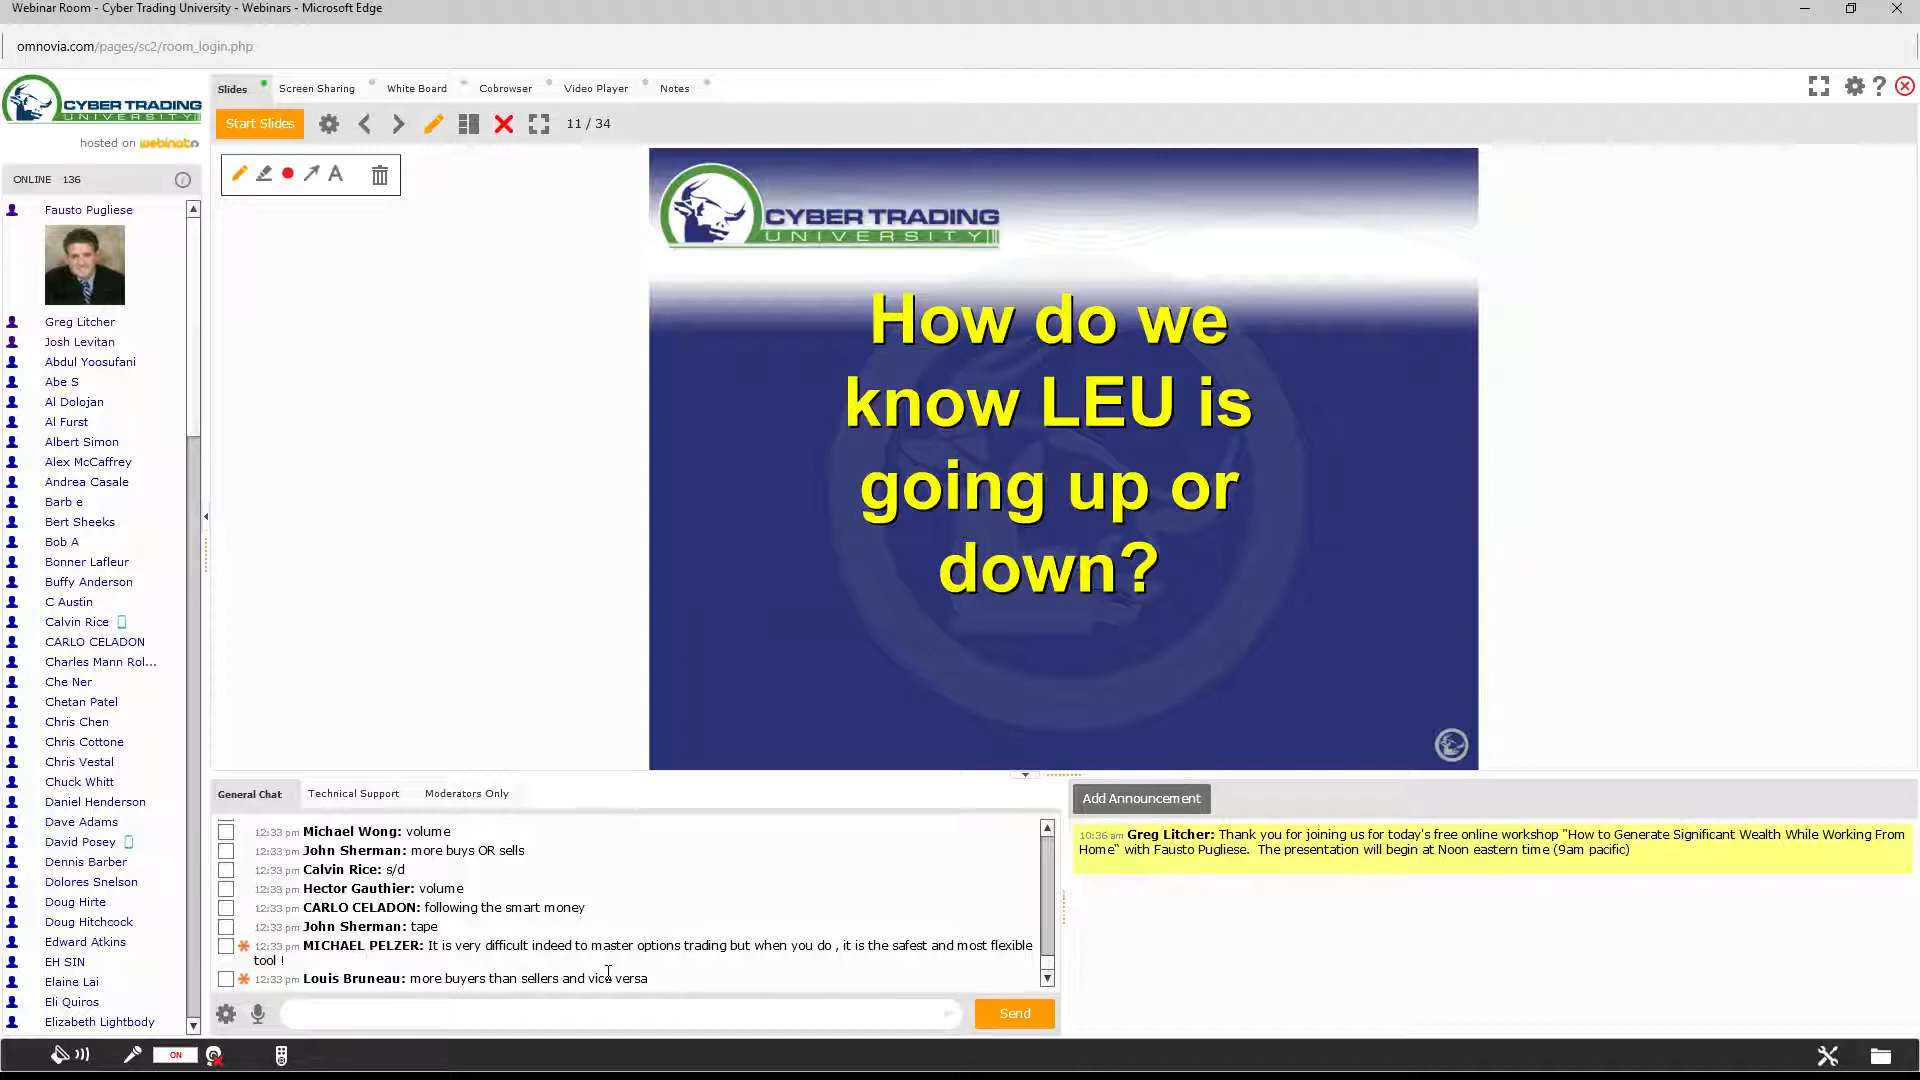 Webinar Room - Cyber Trading University - Webinars - Microsoft Edge
omnovia.com/pages/sc2/room_login.php
CYBER TRADING
UNIVERSITY
hosted on webinato
ONLINE 136
Fausto Pugliese
Greg Litcher
Josh Levitan
Abdul Yoosufani
Abe S
Al Dolojan
Al Furst
Albert Simon
Alex McCaffrey
Andrea Casale
Barb e
Bert Sheeks
Bob A
Bonner Lafleur
Buffy Anderson
C Austin
Calvin Rice
CARLO CELADON
Charles Mann Rol...
Che Ner
Chetan Patel
Chris Chen
Chris Cottone
Chris Vestal
Chuck Whitt
Daniel Henderson
Dave Adams
David Posey
Dennis Barber
Dolores Snelson
Doug Hirte
Doug Hitchcock
Edward Atkins
EH SIN
Elaine Lai
Eli Quiros
Elizabeth Lightbody
Slides Screen Sharing White Board Cobrowser Video Player Notes
Start Slides 11 / 34
A
CYBER TRADING
UNIVERSITY
How do we
know LEU is
going up or
down?
General Chat Technical Support Moderators Only
12:33 pm Michael Wong: volume
12:33 pm John Sherman: more buys OR sells
12:33 pm Calvin Rice: s/d
12:33 pm Hector Gauthier: volume
12:33 pm CARLO CELADON: following the smart money
12:33 pm John Sherman: tape
12:33 pm MICHAEL PELZER: It is very difficult indeed to master options trading but when you do , it is the safest and most flexible
tool !
12:33 pm Louis Bruneau: more buyers than sellers and vice versa
Send
Add Announcement
10:36 am Greg Litcher: Thank you for joining us for today's free online workshop "How to Generate Significant Wealth While Working From
Home" with Fausto Pugliese. The presentation will begin at Noon eastern time (9am pacific)
ON